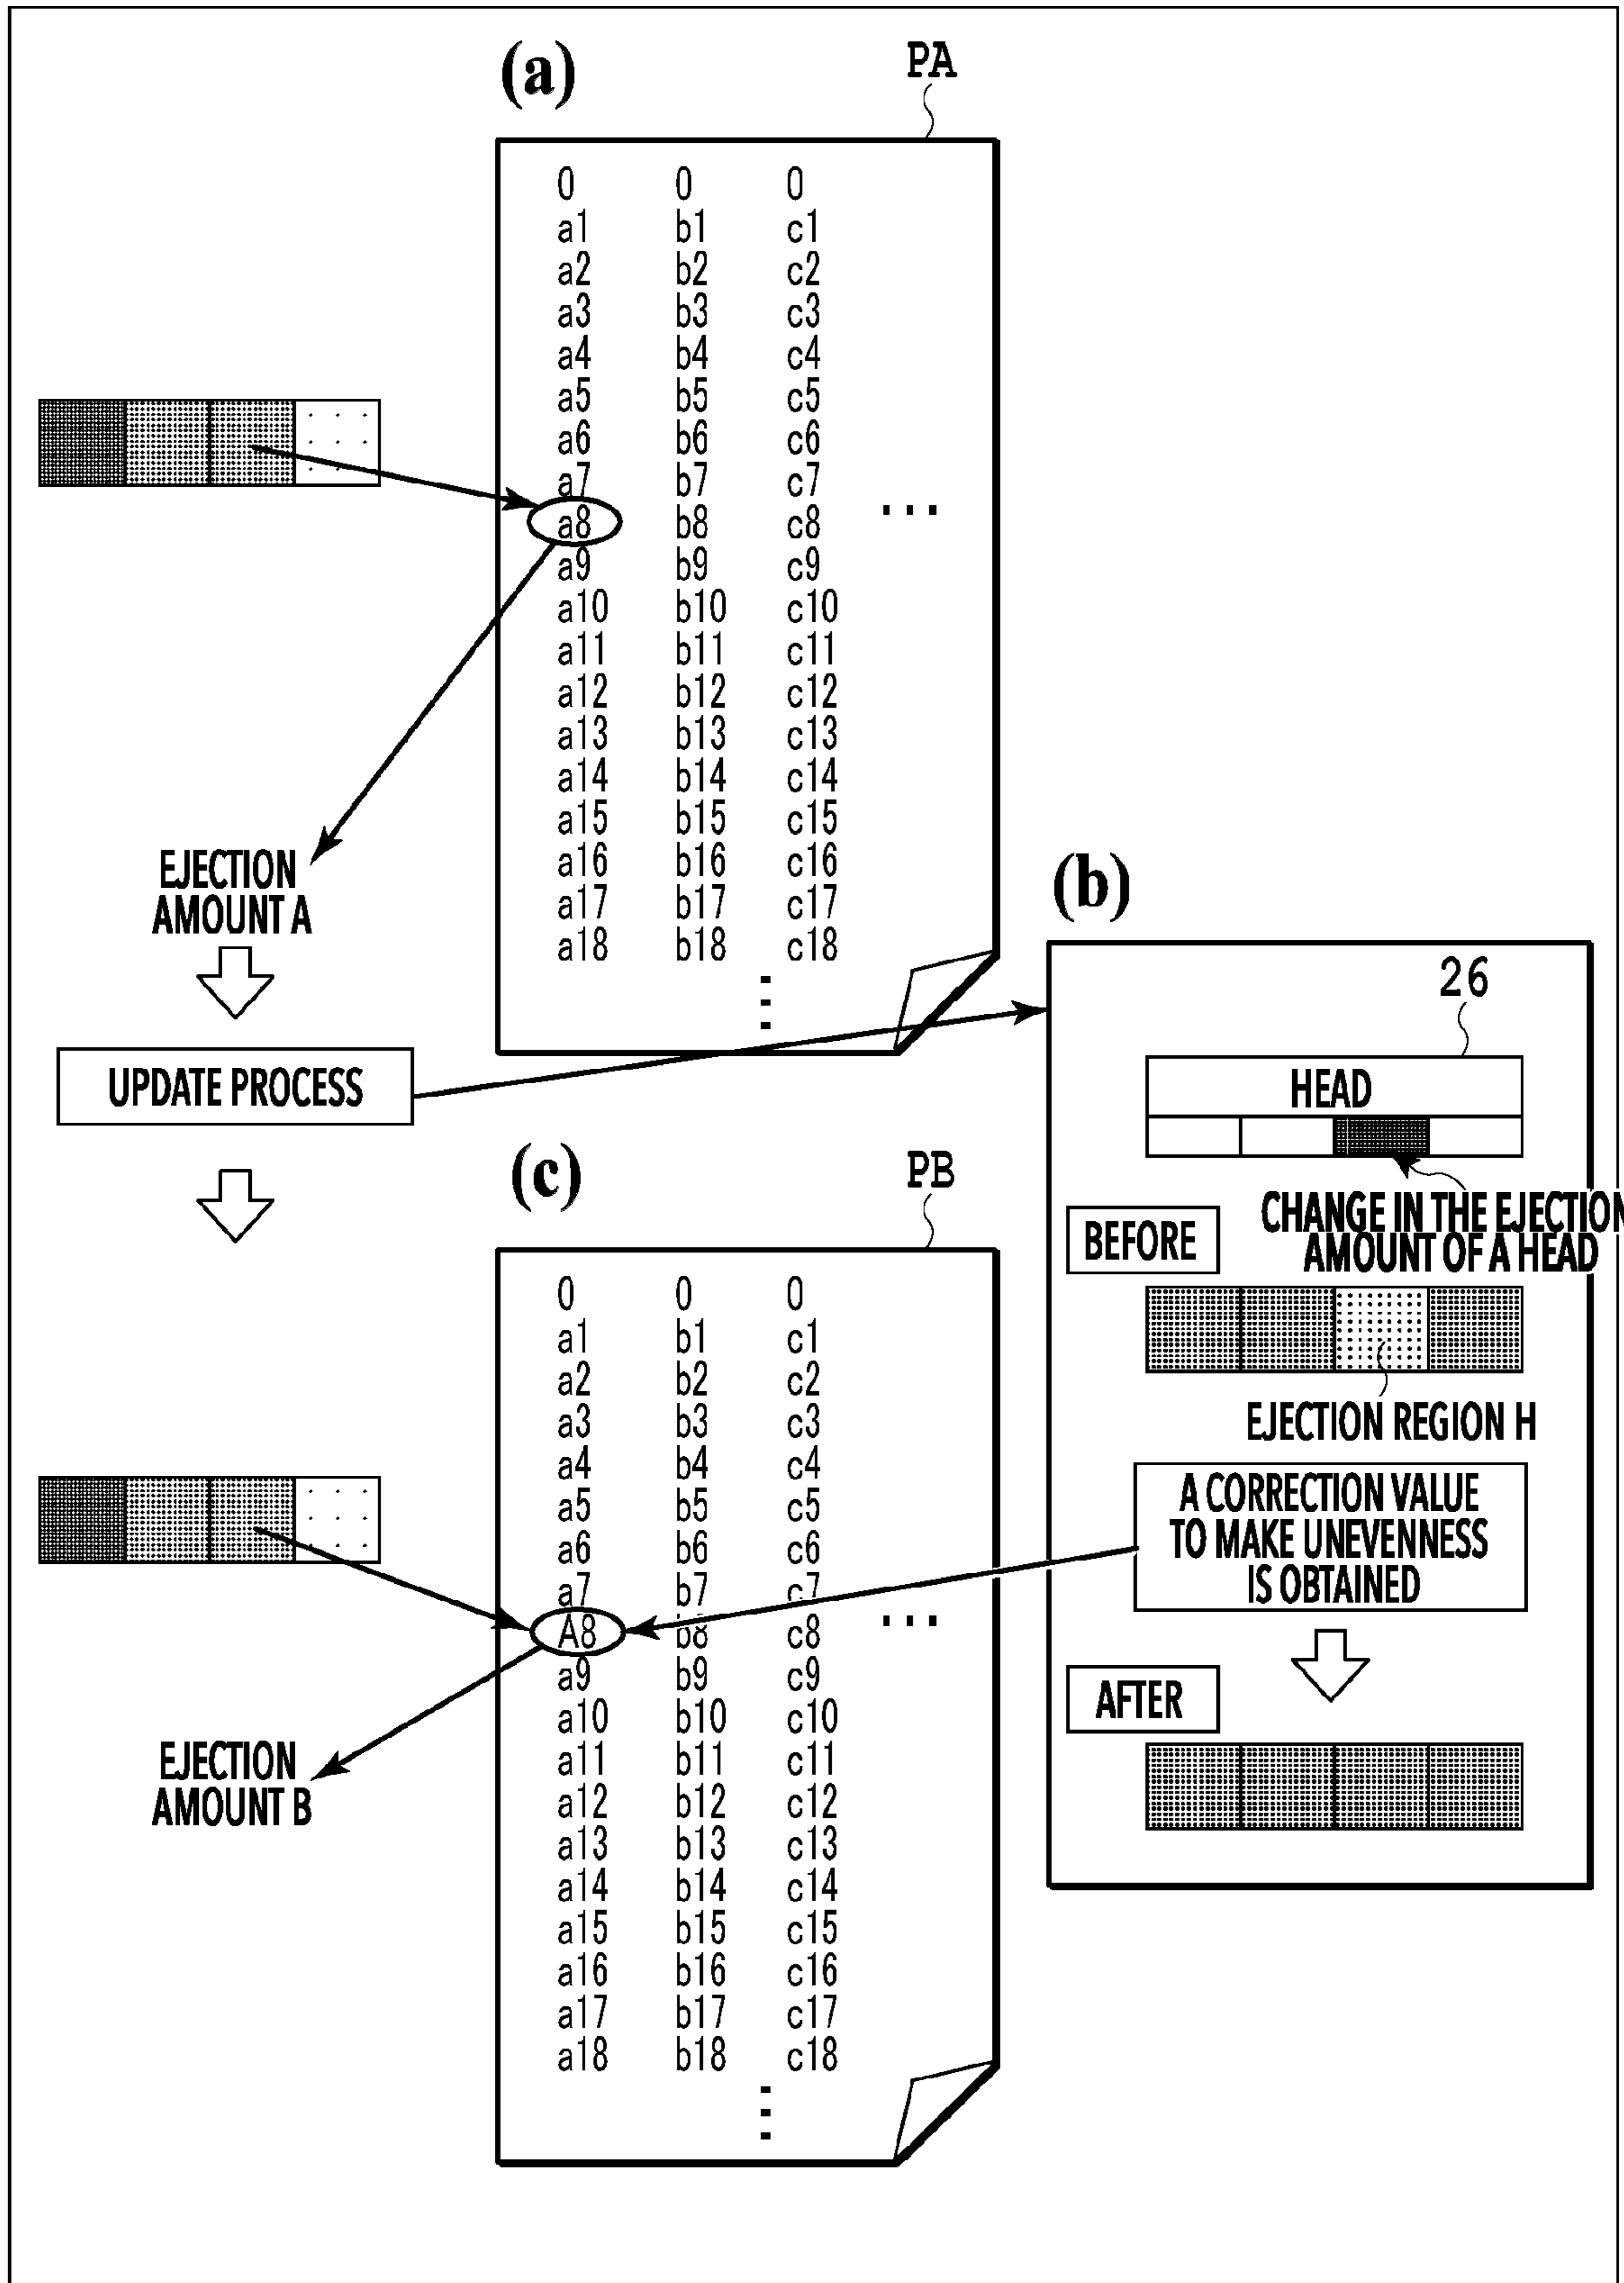 (a)
PA
0 0 0
a1 b1 c1
a2 b2 c2
a3 b3 c3
a4 b4 c4
a5 b5 c5
a6 b6 c6
a7 b7 c7
a8 b8 c8 ...
a9 b9 c9
a10 b10 c10
a11 b11 c11
a12 b12 c12
a13 b13 c13
a14 b14 c14
a15 b15 c15
a16 b16 c16
a17 b17 c17
a18 b18 c18
EJECTION
AMOUNT A
UPDATE PROCESS
(b)
26
HEAD
CHANGE IN THE EJECTION
AMOUNT OF A HEAD
BEFORE
EJECTION REGION H
A CORRECTION VALUE
TO MAKE UNEVENNESS
IS OBTAINED
AFTER
(c)
PB
0 0 0
a1 b1 c1
a2 b2 c2
a3 b3 c3
a4 b4 c4
a5 b5 c5
a6 b6 c6
a7 b7 c7
A8 b8 c8 ...
a9 b9 c9
a10 b10 c10
a11 b11 c11
a12 b12 c12
a13 b13 c13
a14 b14 c14
a15 b15 c15
a16 b16 c16
a17 b17 c17
a18 b18 c18
EJECTION
AMOUNT B